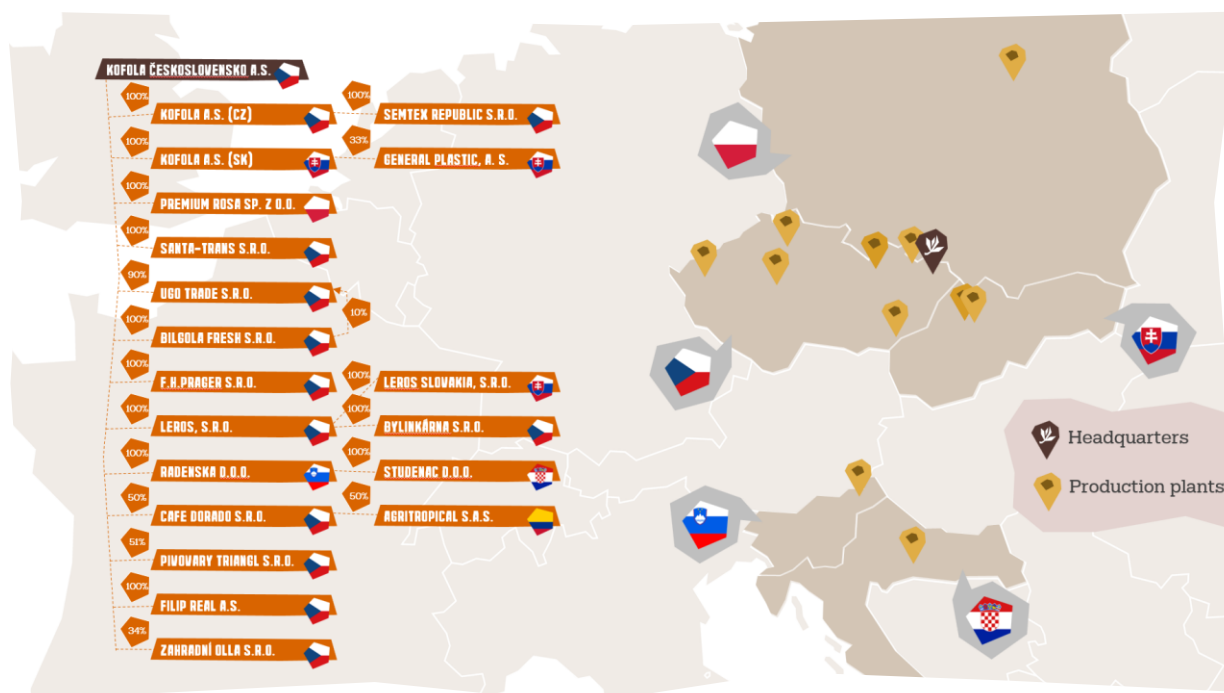 KOFOLA ČESKOSLOVENSKO A.S.
100%
KOFOLA A.S. (CZ)
100%
SEMTEX REPUBLIC S.R.O.
100%
KOFOLA A.S. (SK)
33%
GENERAL PLASTIC, A. S.
100%
PREMIUM ROSA SP. Z O.O.
100%
SANTA-TRANS S.R.O.
90%
UGO TRADE S.R.O.
10%
100%
BILGOLA FRESH S.R.O.
100%
F.H.PRAGER S.R.O.
100%
LEROS SLOVAKIA, S.R.O.
100%
LEROS, S.R.O.
100%
BYLINKÁRNA S.R.O.
100%
RADENSKA D.O.O.
100%
STUDENAC D.O.O.
50%
CAFE DORADO S.R.O.
50%
AGRITROPICAL S.A.S.
51%
PIVOVARY TRIANGL S.R.O.
100%
FILIP REAL A.S.
34%
ZAHRADNÍ OLLA S.R.O.
Headquarters
Production plants